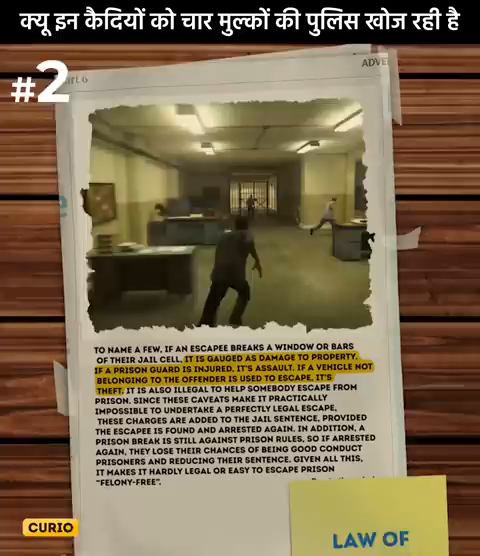 क्यू इन कैदियों को चार मुल्कों की पुलिस खोज रही है
#2
ADVE
TO NAME A FEW, IF AN ESCAPEE BREAKS A WINDOW OR BARS
OF THEIR JAIL CELL, IT IS GAUGED AS DAMAGE TO PROPERTY.
IF A PRISON GUARD IS INJURED, IT'S ASSAULT. IF A VEHICLE NOT
BELONGING TO THE OFFENDER IS USED TO ESCAPE, IT'S
THEFT. IT IS ALSO ILLEGAL TO HELP SOMEBODY ESCAPE FROM
PRISON. SINCE THESE CAVEATS MAKE IT PRACTICALLY
IMPOSSIBLE TO UNDERTAKE A PERFECTLY LEGAL ESCAPE,
THESE CHARGES ARE ADDED TO THE JAIL SENTENCE, PROVIDED
THE ESCAPEE IS FOUND AND ARRESTED AGAIN. IN ADDITION, A
PRISON BREAK IS STILL AGAINST PRISON RULES, SO IF ARRESTED
AGAIN, THEY LOSE THEIR CHANCES OF BEING GOOD CONDUCT
PRISONERS AND REDUCING THEIR SENTENCE. GIVEN ALL THIS,
IT MAKES IT HARDLY LEGAL OR EASY TO ESCAPE PRISON
"FELONY-FREE".
CURIO
LAW OF